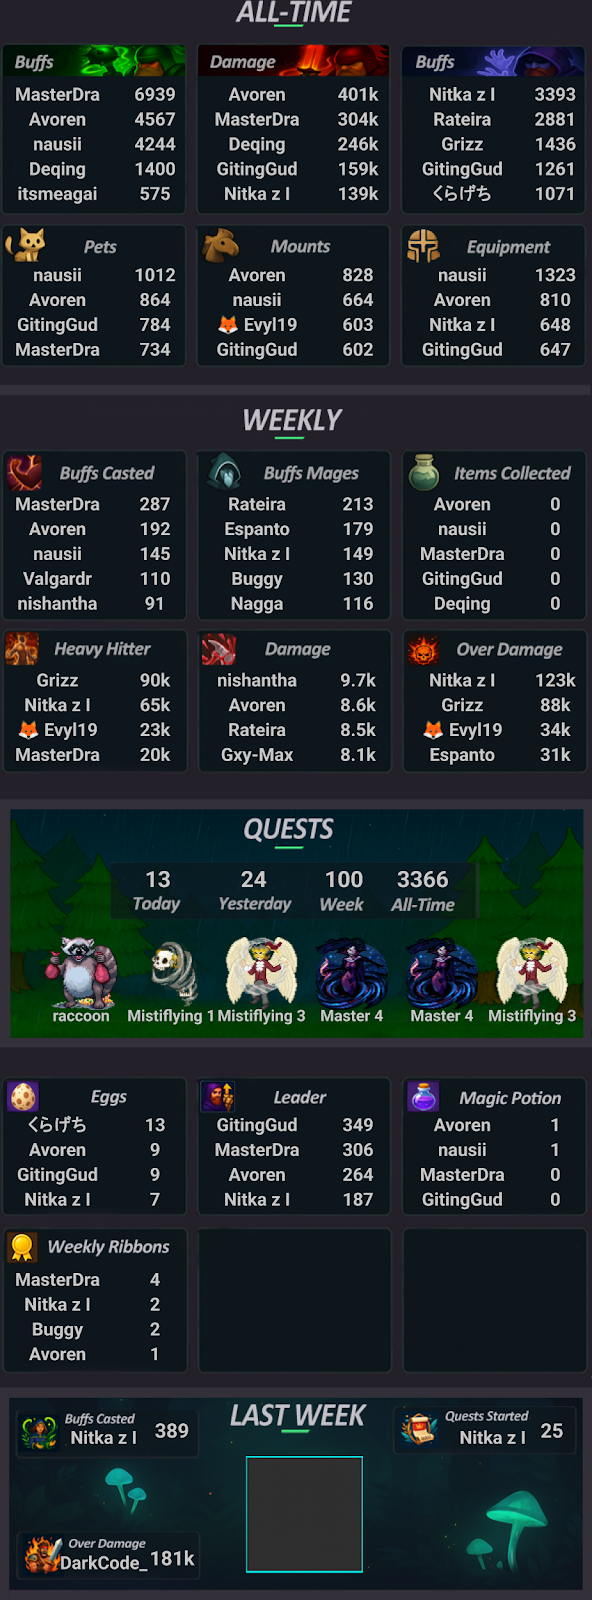 ALL-TIME
Buffs
MasterDra 6939
Avoren 4567
nausii 4244
Deqing 1400
itsmeagai 575
Damage
Avoren 401k
MasterDra 304k
Deqing 246k
GitingGud 159k
Nitka z l 139k
Buffs
Nitka z l 3393
Rateira 2881
Grizz 1436
GitingGud 1261
くらげち 1071
Pets
nausii 1012
Avoren 864
GitingGud 784
MasterDra 734
Mounts
Avoren 828
nausii 664
🦊 Evyl19 603
GitingGud 602
Equipment
nausii 1323
Avoren 810
Nitka z l 648
GitingGud 647
WEEKLY
Buffs Casted
MasterDra 287
Avoren 192
nausii 145
Valgardr 110
nishantha 91
Buffs Mages
Rateira 213
Espanto 179
Nitka z l 149
Buggy 130
Nagga 116
Items Collected
Avoren 0
nausii 0
MasterDra 0
GitingGud 0
Deqing 0
Heavy Hitter
Grizz 90k
Nitka z l 65k
🦊 Evyl19 23k
MasterDra 20k
Damage
nishantha 9.7k
Avoren 8.6k
Rateira 8.5k
Gxy-Max 8.1k
Over Damage
Nitka z l 123k
Grizz 88k
🦊 Evyl19 34k
Espanto 31k
QUESTS
13 24 100 3366
Today Yesterday Week All-Time
raccoon Mistiflying 1 Mistiflying 3 Master 4 Master 4 Mistiflying 3
Eggs
くらげち 13
Avoren 9
GitingGud 9
Nitka z l 7
Leader
GitingGud 349
MasterDra 306
Avoren 264
Nitka z l 187
Magic Potion
Avoren 1
nausii 1
MasterDra 0
GitingGud 0
Weekly Ribbons
MasterDra 4
Nitka z l 2
Buggy 2
Avoren 1
LAST WEEK
Buffs Casted
Nitka z l 389
Quests Started
Nitka z l 25
Over Damage
DarkCode_ 181k